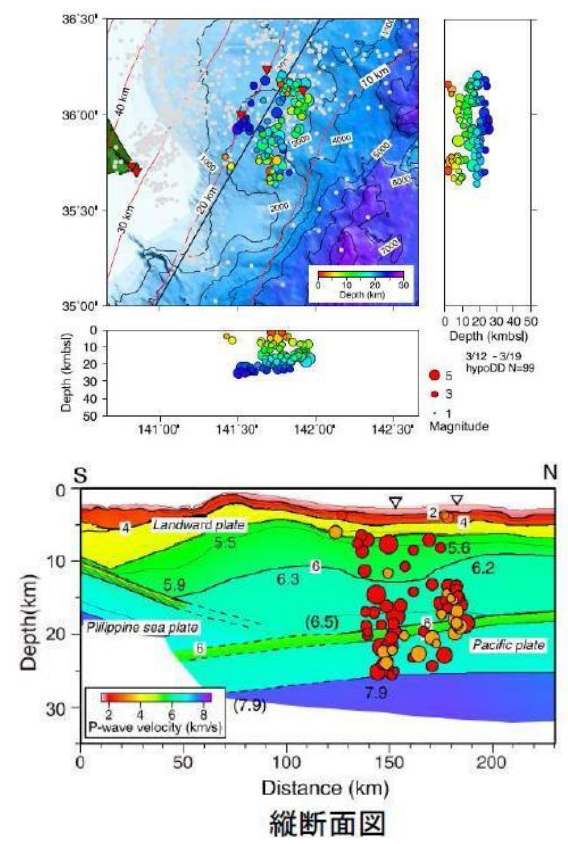 36°30'
36°00'
35°30'
35°00'
40 km
30 km
20 km
10 km
1000
1000
2000
3000
4000
5000
6000
7000
0 10 20 30
Depth (km)
0 10 20 30 40 50
Depth (kmbsl)
3/12 - 3/19
hypoDD N=99
5
3
1
Magnitude
Depth (kmbsl)
0
10
20
30
40
50
141°00' 141°30' 142°00' 142°30'
S N
0
10
20
30
Depth(km)
2
4
4
Landward plate
5.5
5.6
6
6.2
6.3
5.9
(6.5)
6
Pilippine sea plate
6
Pacific plate
7.9
(7.9)
2 4 6 8
P-wave velocity (km/s)
0 50 100 150 200
Distance (km)
縦断面図